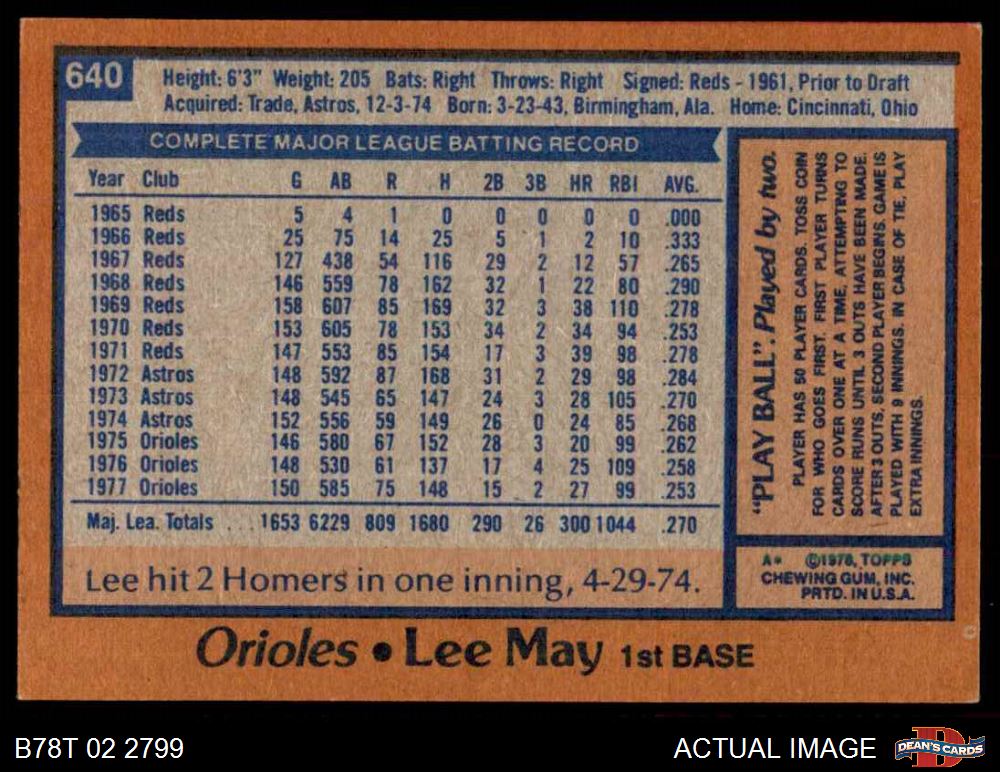 640
Height: 6'3" Weight: 205 Bats: Right Throws: Right Signed: Reds - 1961, Prior to Draft
Acquired: Trade, Astros, 12-3-74 Born: 3-23-43, Birmingham, Ala. Home: Cincinnati, Ohio
COMPLETE MAJOR LEAGUE BATTING RECORD
Year Club G AB R H 2B 3B HR RBI AVG.
1965 Reds 5 4 1 0 0 0 0 0 .000
1966 Reds 25 75 14 25 5 1 2 10 .333
1967 Reds 127 438 54 116 29 2 12 57 .265
1968 Reds 146 559 78 162 32 1 22 80 .290
1969 Reds 158 607 85 169 32 3 38 110 .278
1970 Reds 153 605 78 153 34 2 34 94 .253
1971 Reds 147 553 85 154 17 3 39 98 .278
1972 Astros 148 592 87 168 31 2 29 98 .284
1973 Astros 148 545 65 147 24 3 28 105 .270
1974 Astros 152 556 59 149 26 0 24 85 .268
1975 Orioles 146 580 67 152 28 3 20 99 .262
1976 Orioles 148 530 61 137 17 4 25 109 .258
1977 Orioles 150 585 75 148 15 2 27 99 .253
Maj. Lea. Totals ... 1653 6229 809 1680 290 26 300 1044 .270
Lee hit 2 Homers in one inning, 4-29-74.
"PLAY BALL". Played by two.
PLAYER HAS 50 PLAYER CARDS. TOSS COIN
FOR WHO GOES FIRST. FIRST PLAYER TURNS
CARDS OVER ONE AT A TIME, ATTEMPTING TO
SCORE RUNS UNTIL 3 OUTS HAVE BEEN MADE.
AFTER 3 OUTS, SECOND PLAYER BEGINS. GAME IS
PLAYED WITH 9 INNINGS. IN CASE OF TIE, PLAY
EXTRA INNINGS.
A* ©1978, TOPPS
CHEWING GUM, INC.
PRTD. IN U.S.A.
Orioles • Lee May 1st BASE
B78T 02 2799
ACTUAL IMAGE
DEAN'S CARDS